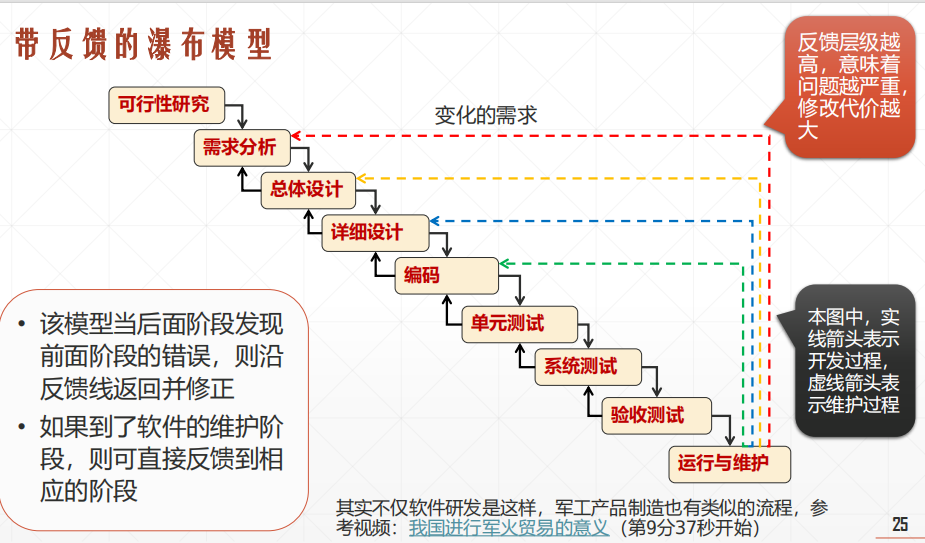 带反馈的瀑布模型
反馈层级越
高，意味着
问题越严重，
修改代价越
大
可行性研究
变化的需求
需求分析
总体设计
详细设计
编码
单元测试
系统测试
验收测试
运行与维护
• 该模型当后面阶段发现
前面阶段的错误，则沿
反馈线返回并修正
• 如果到了软件的维护阶
段，则可直接反馈到相
应的阶段
本图中，实
线箭头表示
开发过程，
虚线箭头表
示维护过程
其实不仅软件研发是这样，军工产品制造也有类似的流程，参
考视频：我国进行军火贸易的意义（第9分37秒开始）
25